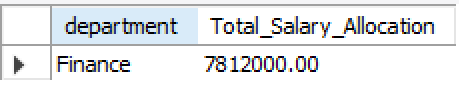 department Total_Salary_Allocation
Finance 7812000.00